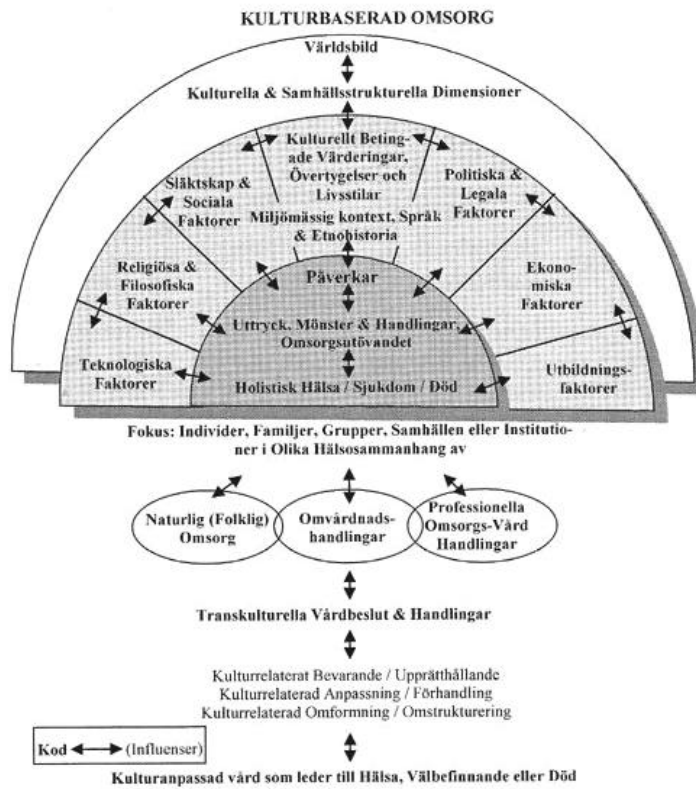 KULTURBASERAD OMSORG
Världsbild
Kulturella & Samhällsstrukturella Dimensioner
Kulturellt Beting-
ade Värderingar,
Övertygelser och
Livsstilar
Miljömässig kontext, Språk
& Etnohistoria
Släktskap &
Sociala
Faktorer
Politiska &
Legala
Faktorer
Religiösa &
Filosofiska
Faktorer
Ekono-
miska
Faktorer
Teknologiska
Faktorer
Utbildnings-
faktorer
Påverkar
Uttryck, Mönster & Handlingar,
Omsorgsutövandet
Holistisk Hälsa / Sjukdom / Död
Fokus: Individer, Familjer, Grupper, Samhällen eller Institutio-
ner i Olika Hälsosammanhang av
Naturlig (Folklig)
Omsorg
Omvårdnads-
handlingar
Professionella
Omsorgs-Vård
Handlingar
Transkulturella Vårdbeslut & Handlingar
Kulturrelaterat Bevarande / Upprätthållande
Kulturrelaterad Anpassning / Förhandling
Kulturrelaterad Omformning / Omstrukturering
Kod (Influenser)
Kulturanpassad vård som leder till Hälsa, Välbefinnande eller Död